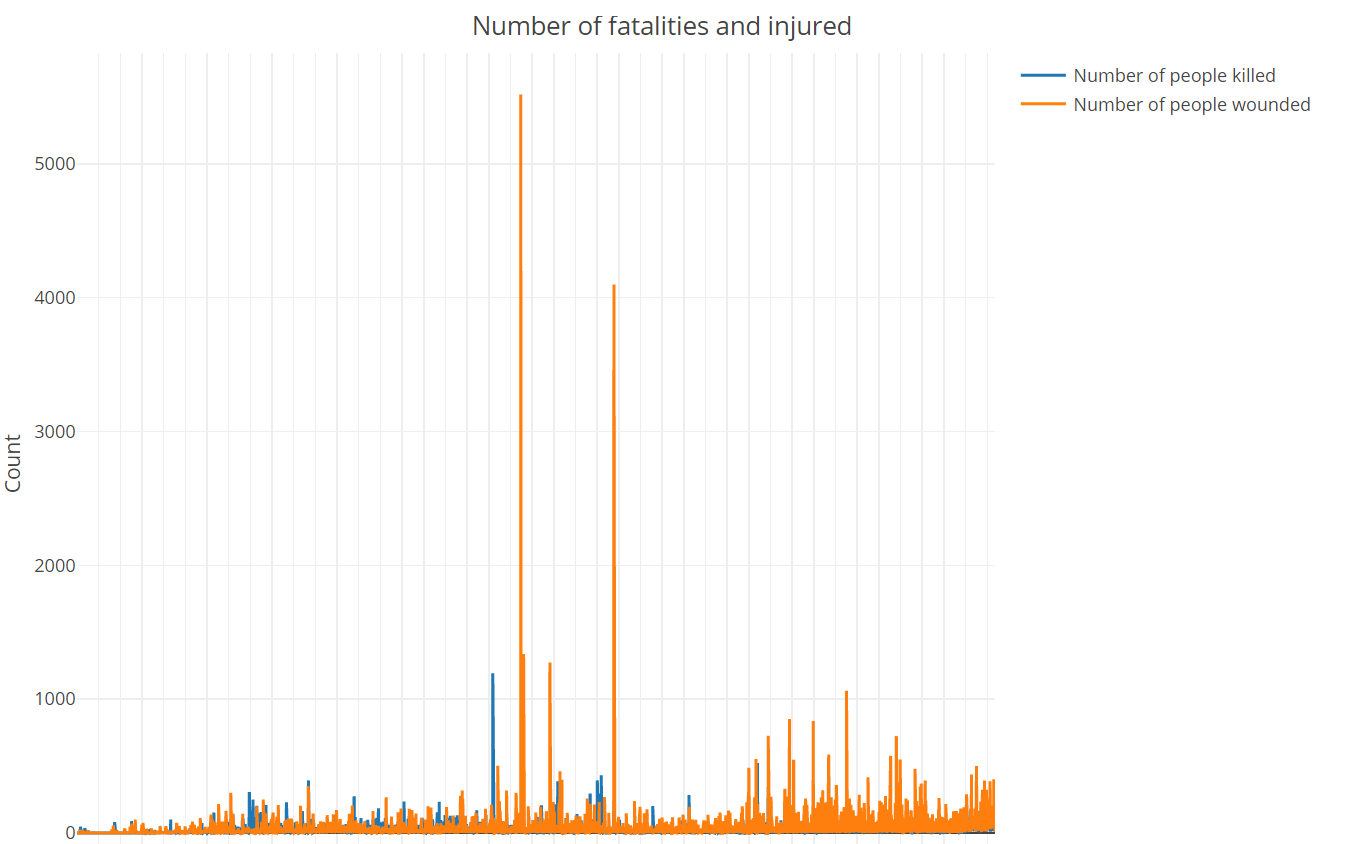 Number of fatalities and injured
Number of people killed
Number of people wounded
5000
4000
3000
2000
1000
0
Count